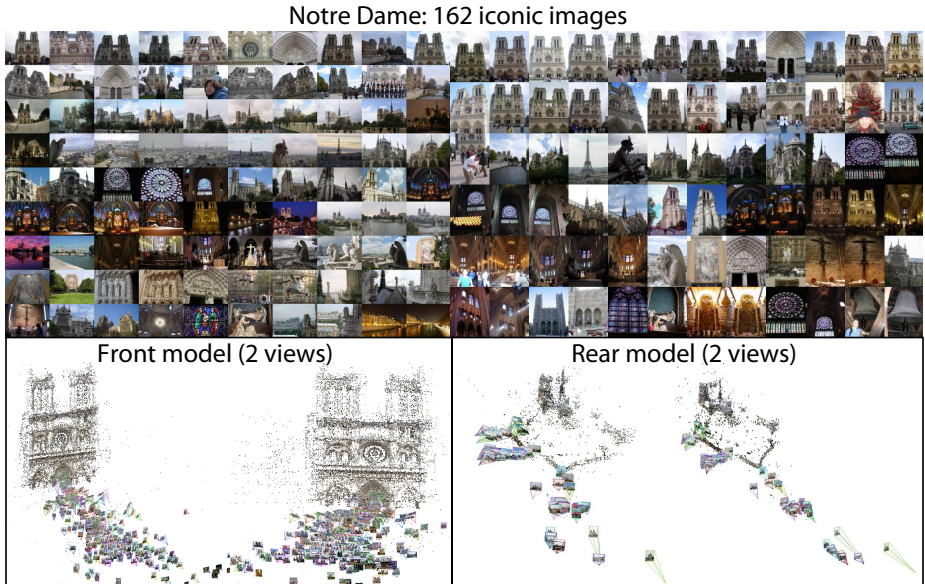 Notre Dame: 162 iconic images
Front model (2 views)
Rear model (2 views)